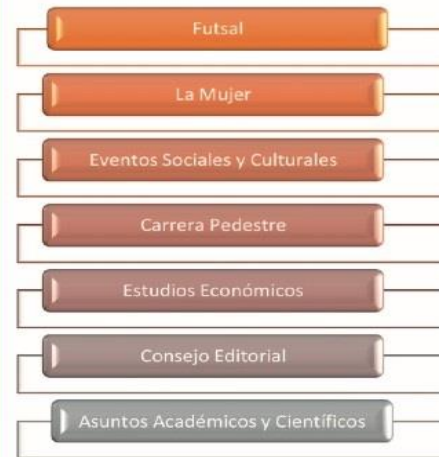 Futsal
La Mujer
Eventos Sociales y Culturales
Carrera Pedestre
Estudios Económicos
Consejo Editorial
Asuntos Académicos y Científicos